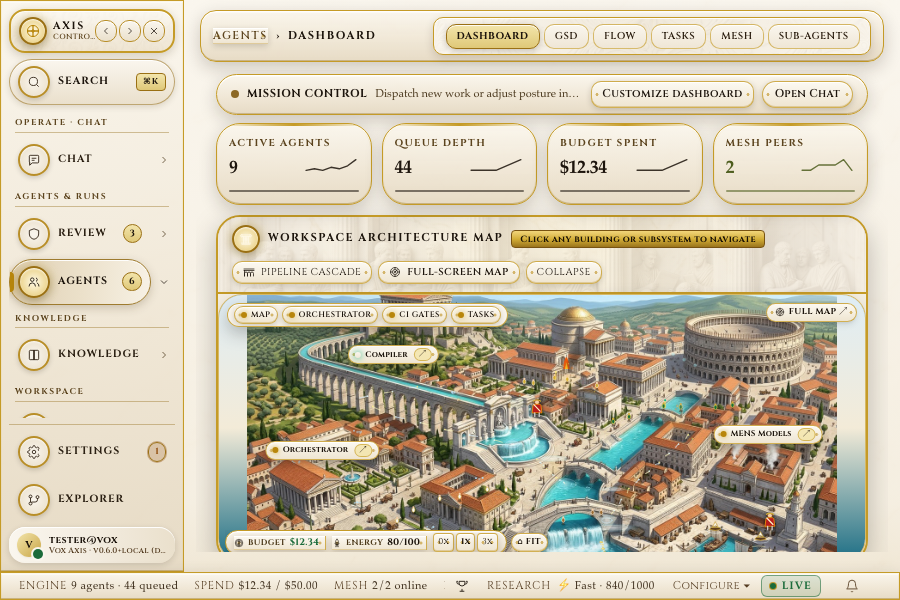 AXIS
CONTRO...
SEARCH
⌘K
OPERATE · CHAT
CHAT
AGENTS & RUNS
REVIEW 3
AGENTS 6
KNOWLEDGE
KNOWLEDGE
WORKSPACE
SETTINGS 1
EXPLORER
V
TESTER@VOX
VOX AXIS · V0.6.0+LOCAL (D...
AGENTS › DASHBOARD
DASHBOARD GSD FLOW TASKS MESH SUB-AGENTS
MISSION CONTROL Dispatch new work or adjust posture in...
CUSTOMIZE DASHBOARD OPEN CHAT
ACTIVE AGENTS
9
QUEUE DEPTH
44
BUDGET SPENT
$12.34
MESH PEERS
2
WORKSPACE ARCHITECTURE MAP CLICK ANY BUILDING OR SUBSYSTEM TO NAVIGATE
PIPELINE CASCADE FULL-SCREEN MAP COLLAPSE
MAP ORCHESTRATOR CI GATES TASKS
FULL MAP ↗
COMPILER
ORCHESTRATOR
MENS MODELS
BUDGET $12.34 ENERGY 80/100 0X 1X 3X FIT
ENGINE 9 agents · 44 queued SPEND $12.34 / $50.00 MESH 2/2 online RESEARCH ⚡ Fast · 840/1000 CONFIGURE LIVE